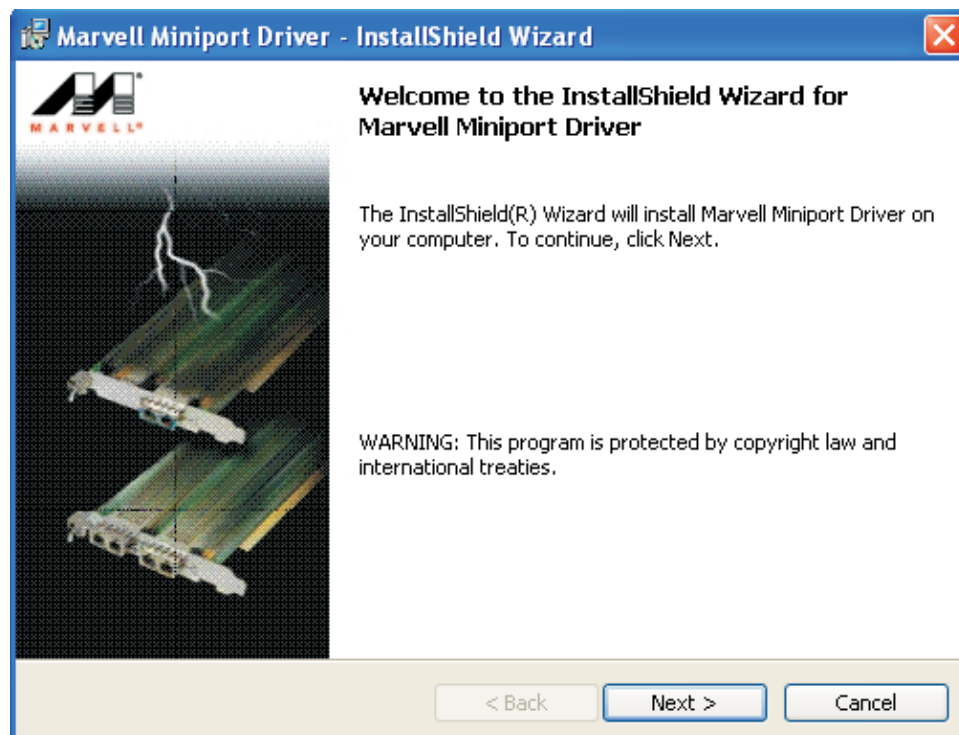 Marvell Miniport Driver - InstallShield Wizard
MARVELL®
Welcome to the InstallShield Wizard for
Marvell Miniport Driver
The InstallShield(R) Wizard will install Marvell Miniport Driver on
your computer. To continue, click Next.
WARNING: This program is protected by copyright law and
international treaties.
< Back
Next >
Cancel